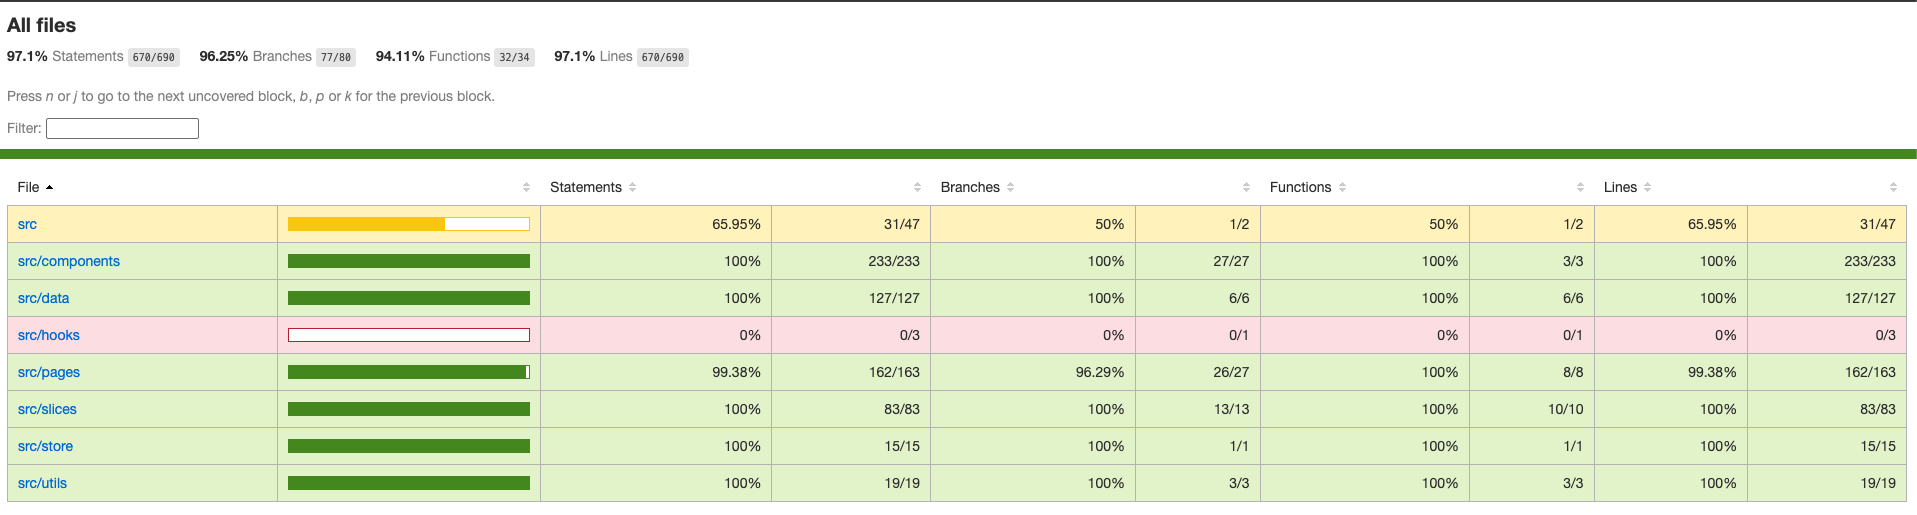 All files
97.1% Statements 670/690 96.25% Branches 77/80 94.11% Functions 32/34 97.1% Lines 670/690
Press n or j to go to the next uncovered block, b, p or k for the previous block.
Filter:
File Statements Branches Functions Lines
src 65.95% 31/47 50% 1/2 50% 1/2 65.95% 31/47
src/components 100% 233/233 100% 27/27 100% 3/3 100% 233/233
src/data 100% 127/127 100% 6/6 100% 6/6 100% 127/127
src/hooks 0% 0/3 0% 0/1 0% 0/1 0% 0/3
src/pages 99.38% 162/163 96.29% 26/27 100% 8/8 99.38% 162/163
src/slices 100% 83/83 100% 13/13 100% 10/10 100% 83/83
src/store 100% 15/15 100% 1/1 100% 1/1 100% 15/15
src/utils 100% 19/19 100% 3/3 100% 3/3 100% 19/19